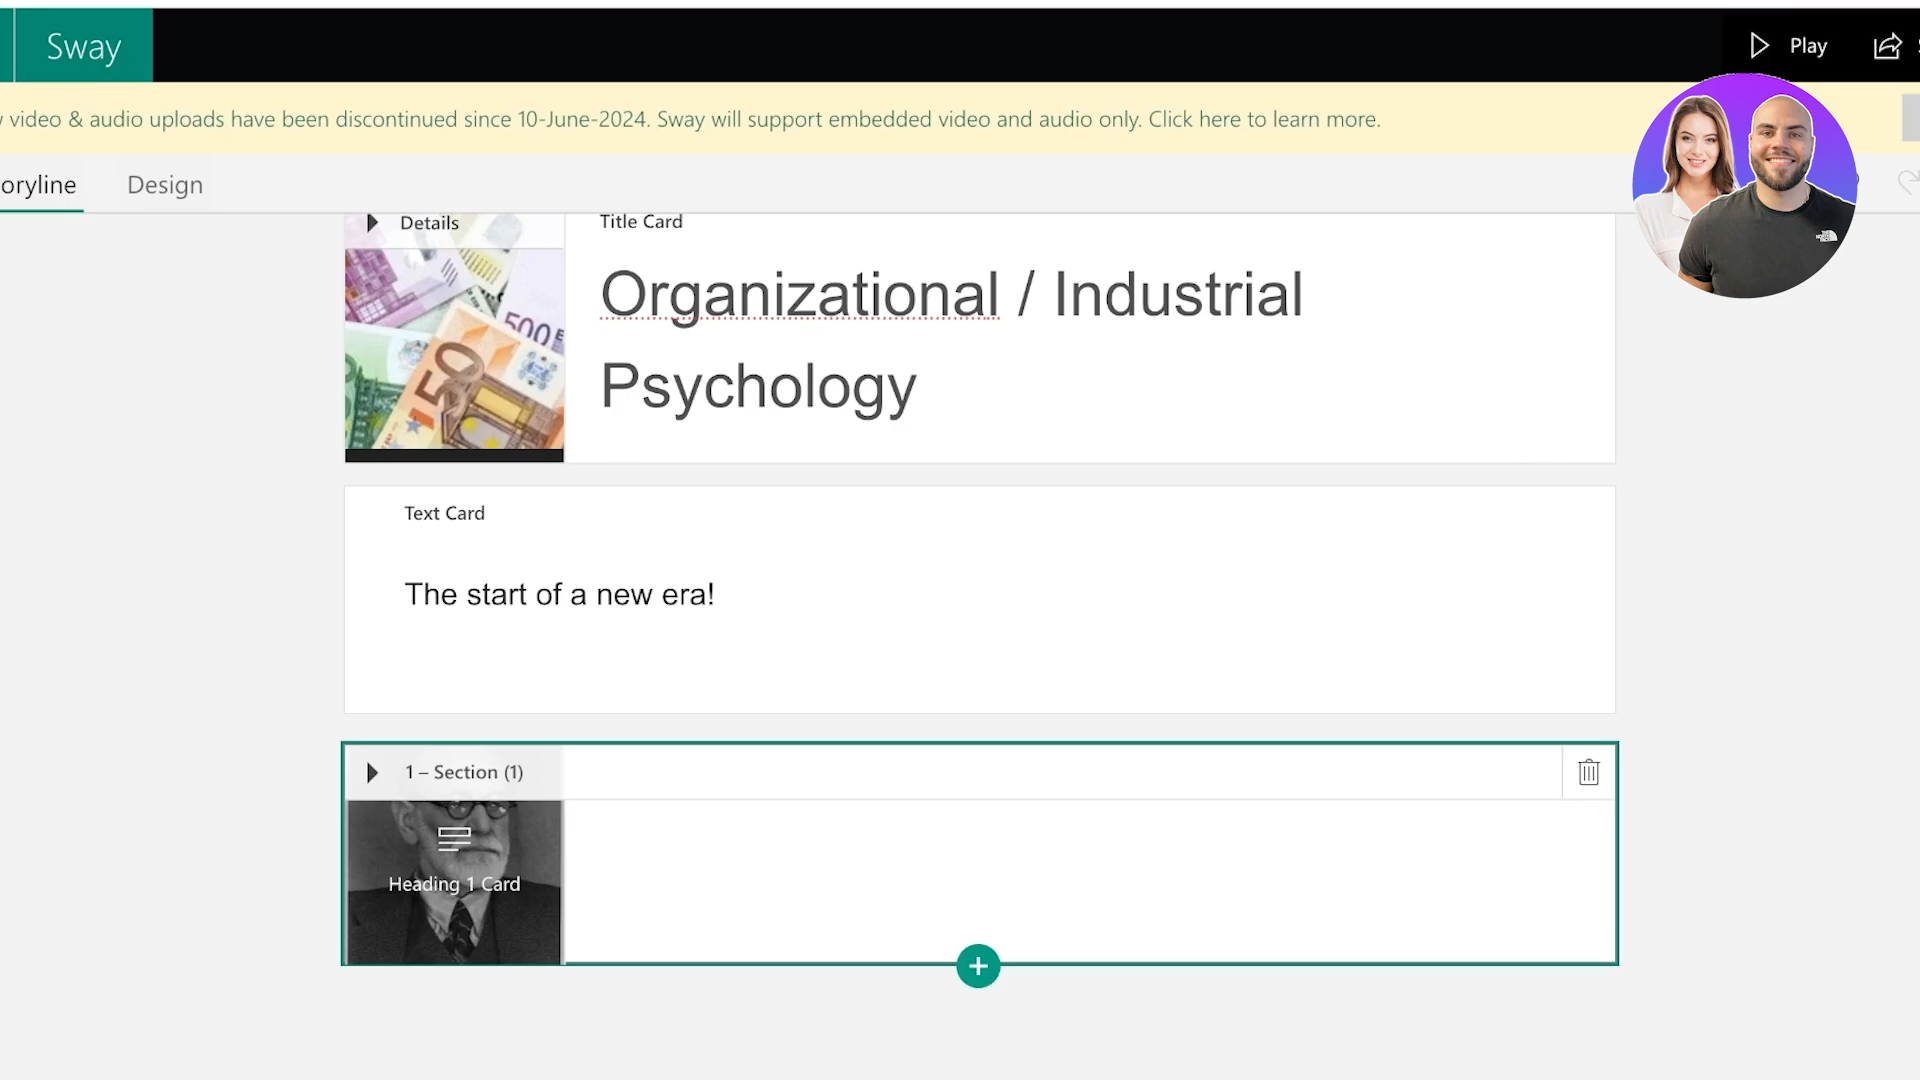 Sway
Play
video & audio uploads have been discontinued since 10-June-2024. Sway will support embedded video and audio only. Click here to learn more.
oryline
Design
Details
Title Card
Organizational / Industrial
Psychology
500 €
50
Text Card
The start of a new era!
1 – Section (1)
Heading 1 Card